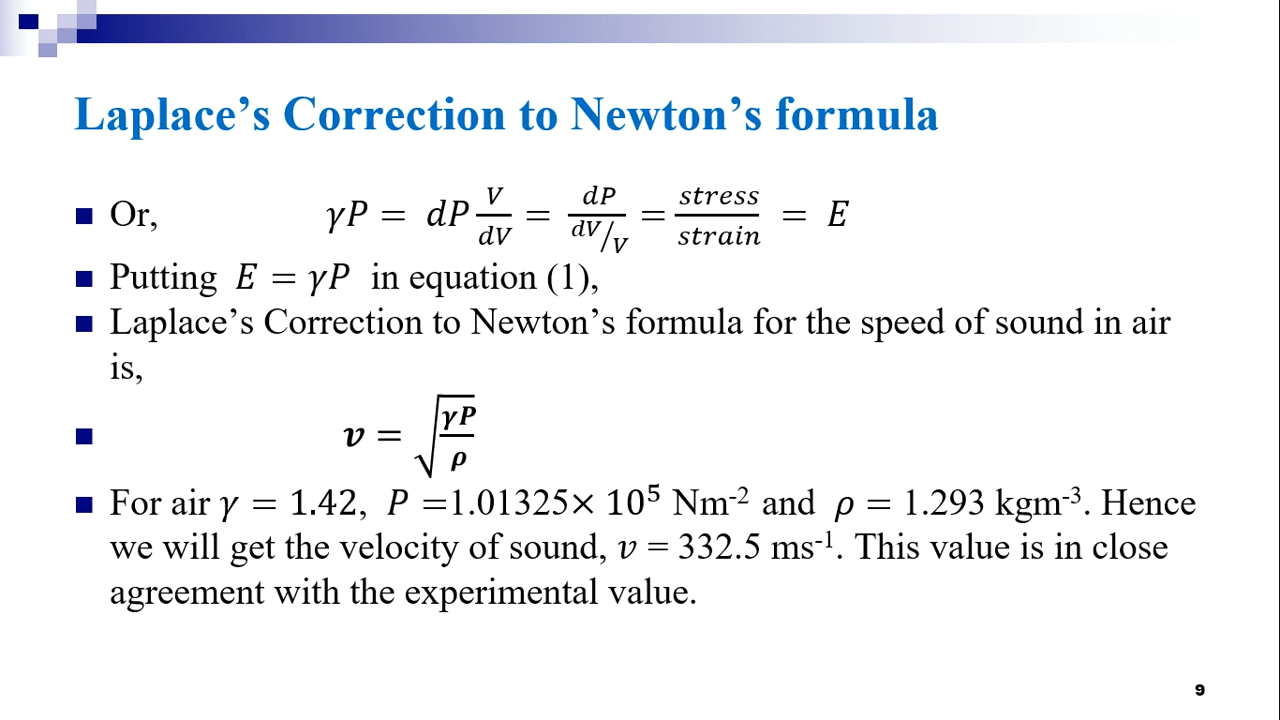 Laplace’s Correction to Newton’s formula
Or, γP = dP V/dV = dP/(dV/V) = stress/strain = E
Putting E = γP in equation (1),
Laplace’s Correction to Newton’s formula for the speed of sound in air
is,
v = √(γP/ρ)
For air γ = 1.42, P =1.01325× 10⁵ Nm⁻² and ρ = 1.293 kgm⁻³. Hence
we will get the velocity of sound, v = 332.5 ms⁻¹. This value is in close
agreement with the experimental value.
9